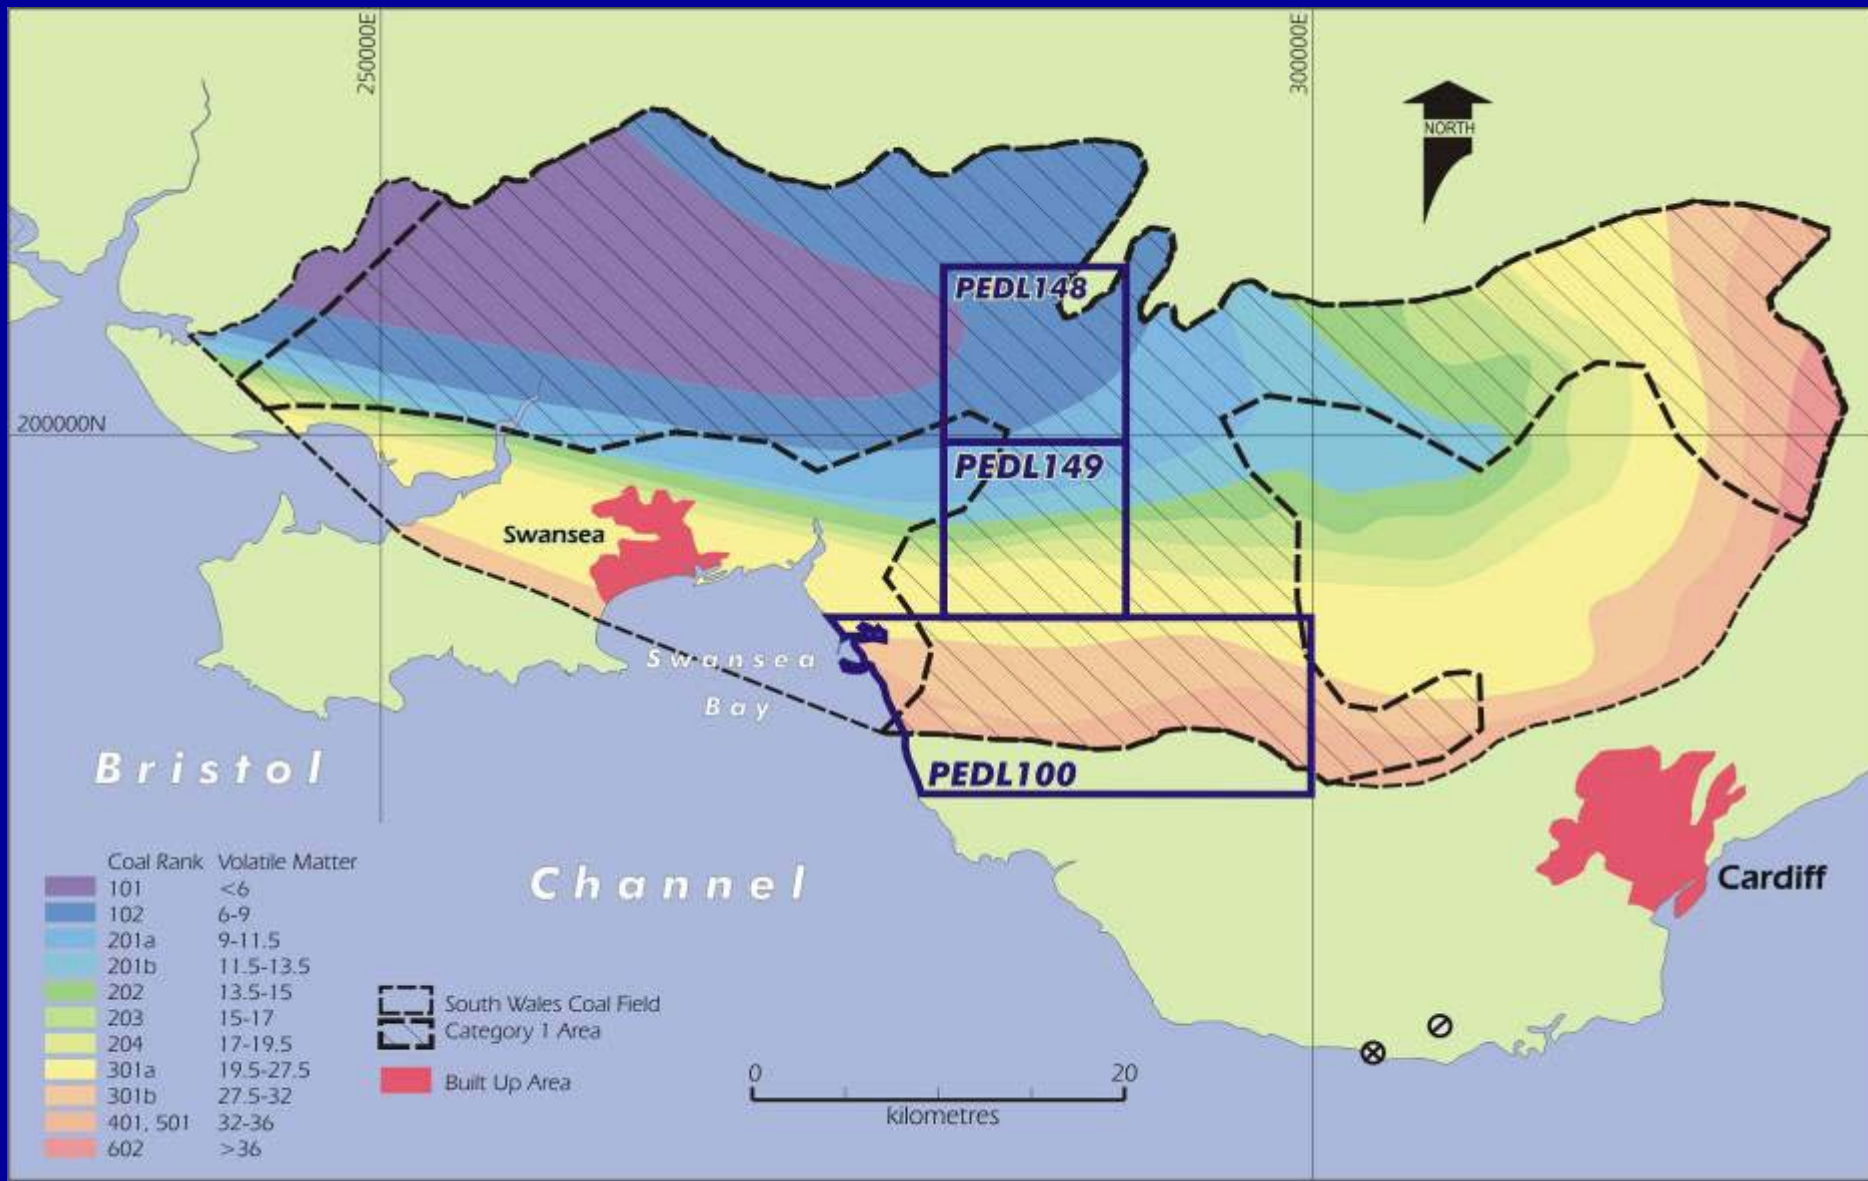 250000E
300000E
NORTH
PEDL148
200000N
PEDL149
Swansea
Swansea
Bay
Bristol
PEDL100
Channel
Cardiff
Coal Rank Volatile Matter
101 <6
102 6-9
201a 9-11.5
201b 11.5-13.5
202 13.5-15
203 15-17
204 17-19.5
301a 19.5-27.5
301b 27.5-32
401, 501 32-36
602 >36
South Wales Coal Field
Category 1 Area
Built Up Area
0 20
kilometres